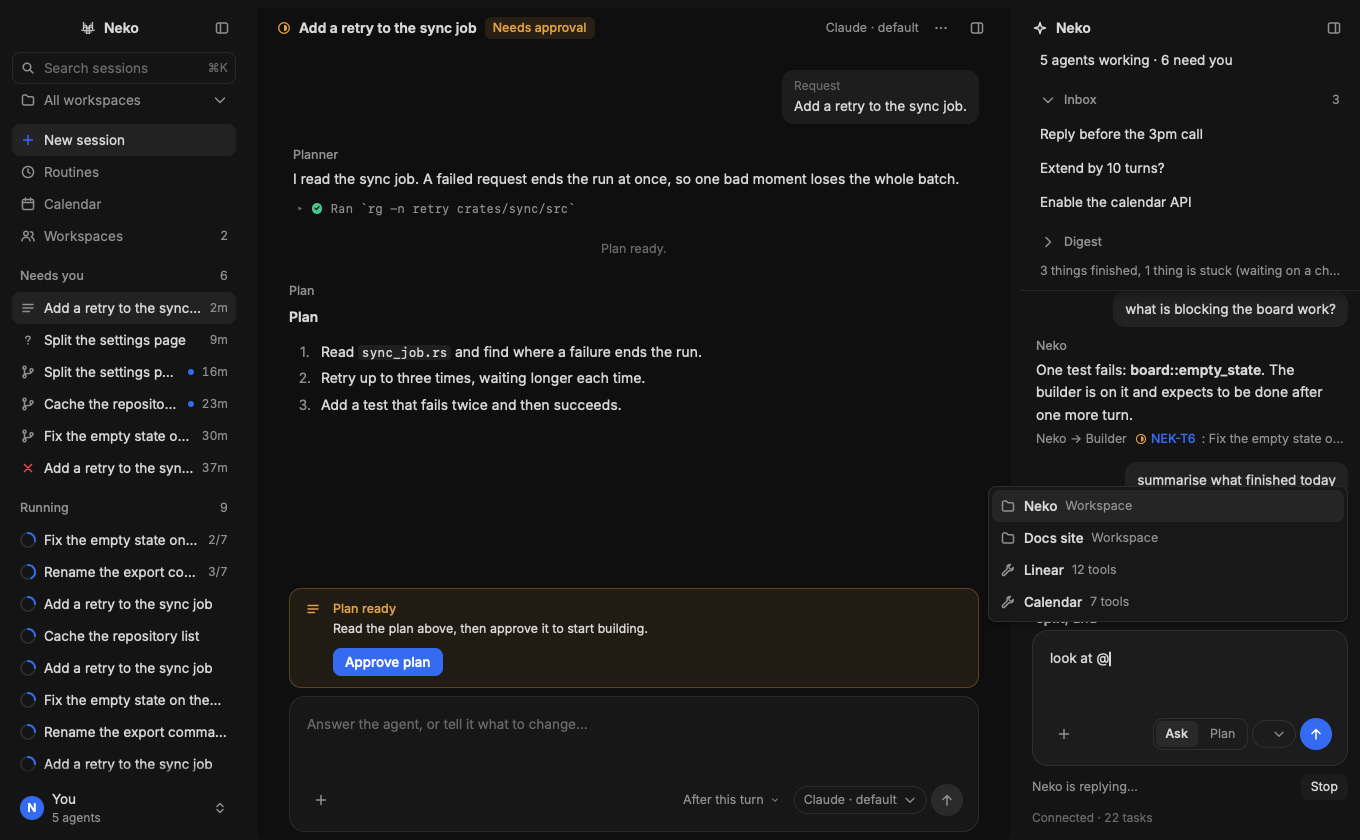 Neko
Search sessions ⌘K
All workspaces
New session
Routines
Calendar
Workspaces 2
Needs you 6
Add a retry to the sync... 2m
Split the settings page 9m
Split the settings p... 16m
Cache the reposito... 23m
Fix the empty state o... 30m
Add a retry to the syn... 37m
Running 9
Fix the empty state on... 2/7
Rename the export co... 3/7
Add a retry to the sync job
Cache the repository list
Add a retry to the sync job
Fix the empty state on the...
Rename the export comma...
Add a retry to the sync job
N
You
5 agents
Add a retry to the sync job Needs approval Claude · default ...
Request
Add a retry to the sync job.
Planner
I read the sync job. A failed request ends the run at once, so one bad moment loses the whole batch.
Ran `rg -n retry crates/sync/src`
Plan ready.
Plan
Plan
1. Read sync_job.rs and find where a failure ends the run.
2. Retry up to three times, waiting longer each time.
3. Add a test that fails twice and then succeeds.
Plan ready
Read the plan above, then approve it to start building.
Approve plan
Answer the agent, or tell it what to change...
After this turn Claude · default
Neko
5 agents working · 6 need you
Inbox 3
Reply before the 3pm call
Extend by 10 turns?
Enable the calendar API
Digest
3 things finished, 1 thing is stuck (waiting on a ch...
what is blocking the board work?
Neko
One test fails: board::empty_state. The
builder is on it and expects to be done after
one more turn.
Neko → Builder NEK-T6 : Fix the empty state o...
summarise what finished today
Neko Workspace
Docs site Workspace
Linear 12 tools
Calendar 7 tools
split, and
look at @
Ask Plan
Neko is replying... Stop
Connected · 22 tasks